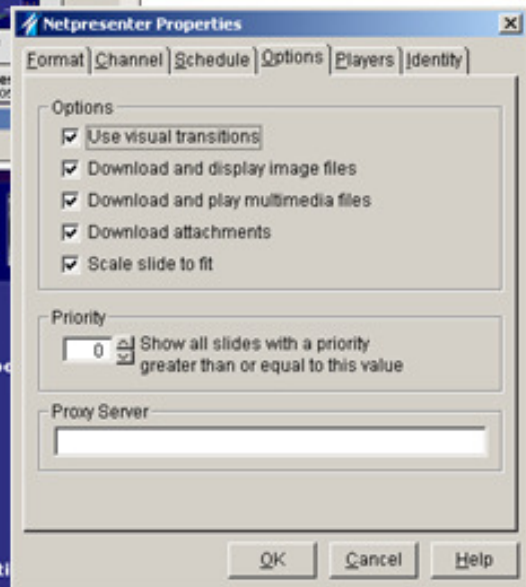 Netpresenter Properties
Format Channel Schedule Options Players Identity
Options
Use visual transitions
Download and display image files
Download and play multimedia files
Download attachments
Scale slide to fit
Priority
0 Show all slides with a priority
greater than or equal to this value
Proxy Server
OK Cancel Help